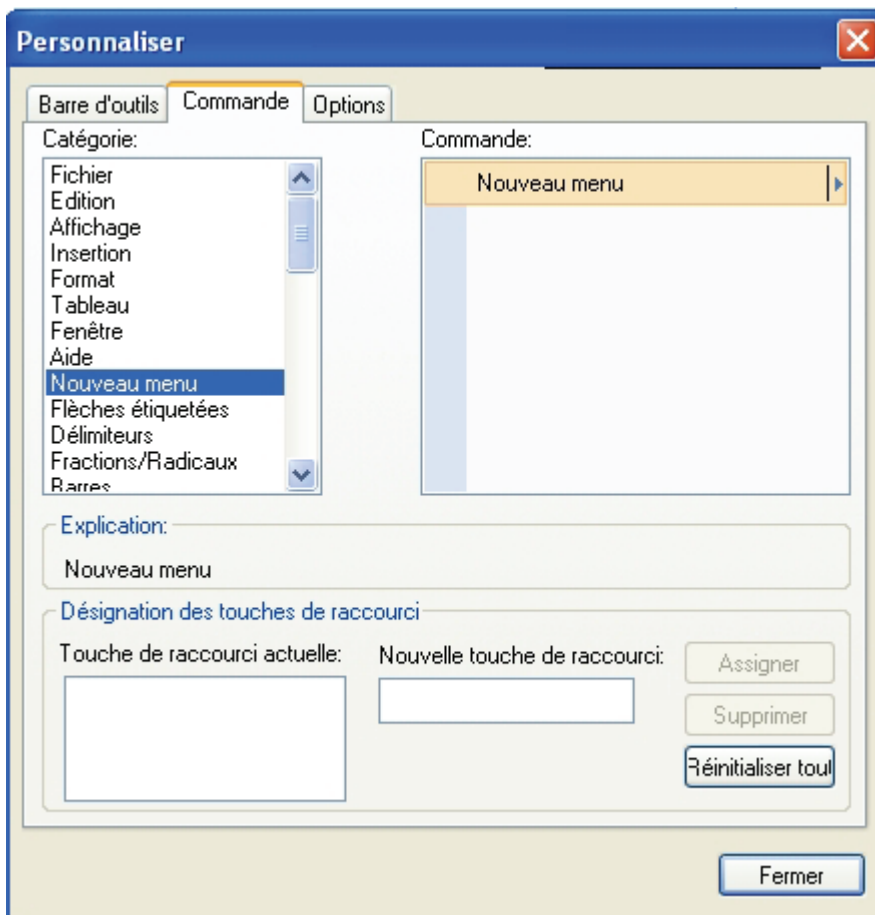 Personnaliser
Barre d'outils Commande Options
Catégorie: Commande:
Fichier
Edition
Affichage
Insertion
Format
Tableau
Fenêtre
Aide
Nouveau menu
Flèches étiquetées
Délimiteurs
Fractions/Radicaux
Barres
Nouveau menu
Explication:
Nouveau menu
Désignation des touches de raccourci
Touche de raccourci actuelle: Nouvelle touche de raccourci:
Assigner
Supprimer
Réinitialiser tout
Fermer